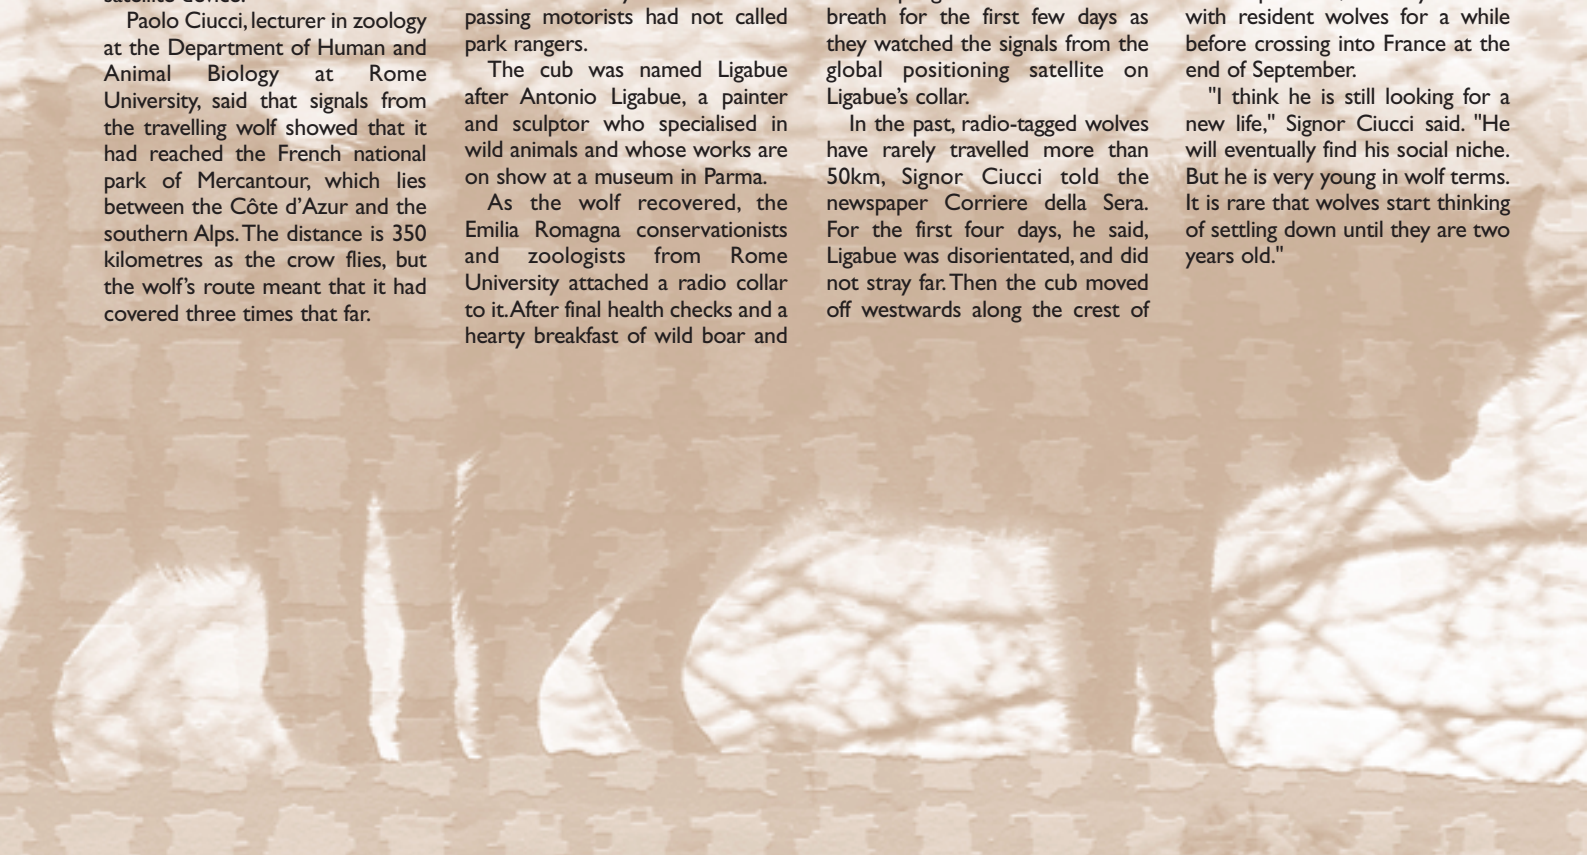 Paolo Ciucci, lecturer in zoology
at the Department of Human and
Animal Biology at Rome
University, said that signals from
the travelling wolf showed that it
had reached the French national
park of Mercantour, which lies
between the Côte d'Azur and the
southern Alps. The distance is 350
kilometres as the crow flies, but
the wolf's route meant that it had
covered three times that far.
passing motorists had not called
park rangers.
The cub was named Ligabue
after Antonio Ligabue, a painter
and sculptor who specialised in
wild animals and whose works are
on show at a museum in Parma.
As the wolf recovered, the
Emilia Romagna conservationists
and zoologists from Rome
University attached a radio collar
to it. After final health checks and a
hearty breakfast of wild boar and
breath for the first few days as
they watched the signals from the
global positioning satellite on
Ligabue's collar.
In the past, radio-tagged wolves
have rarely travelled more than
50km, Signor Ciucci told the
newspaper Corriere della Sera.
For the first four days, he said,
Ligabue was disorientated, and did
not stray far. Then the cub moved
off westwards along the crest of
with resident wolves for a while
before crossing into France at the
end of September.
"I think he is still looking for a
new life," Signor Ciucci said. "He
will eventually find his social niche.
But he is very young in wolf terms.
It is rare that wolves start thinking
of settling down until they are two
years old."